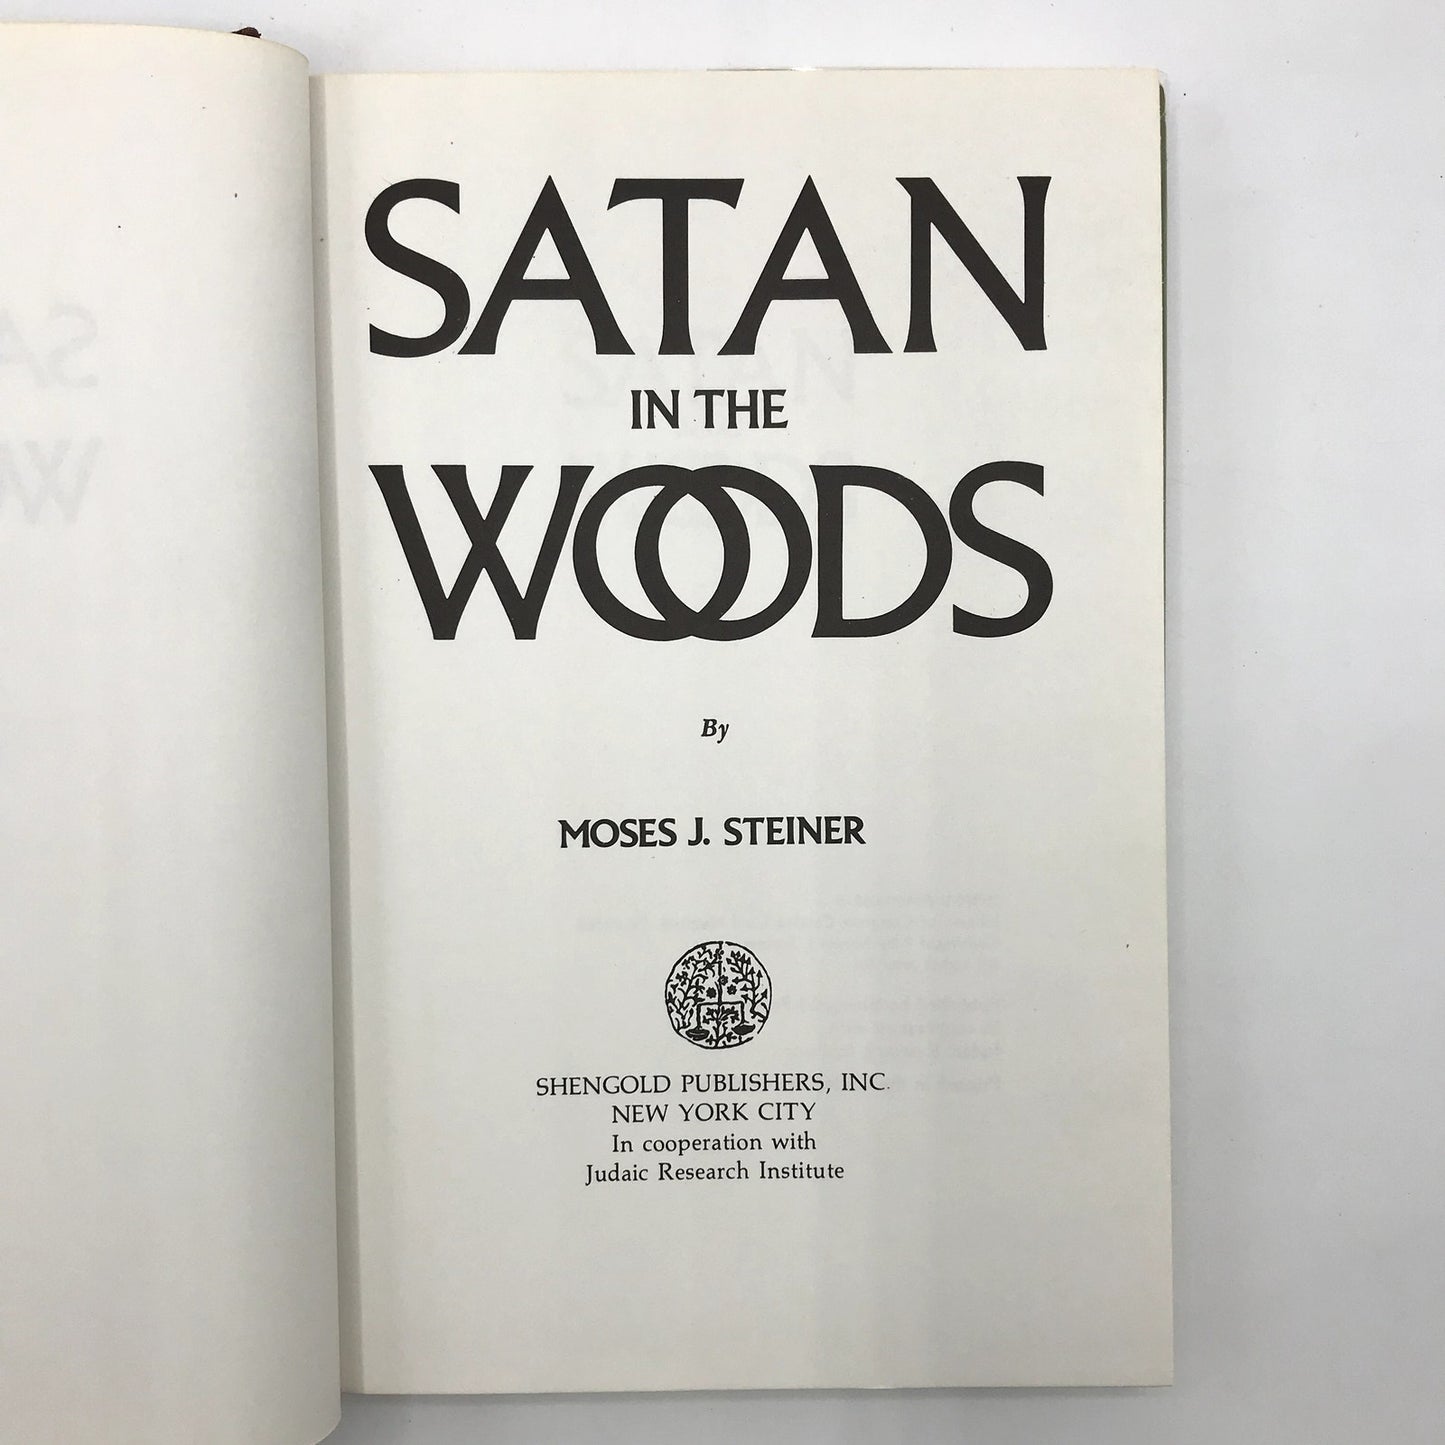 SATAN
IN THE
WOODS
By
MOSES J. STEINER
SHENGOLD PUBLISHERS, INC.
NEW YORK CITY
In cooperation with
Judaic Research Institute